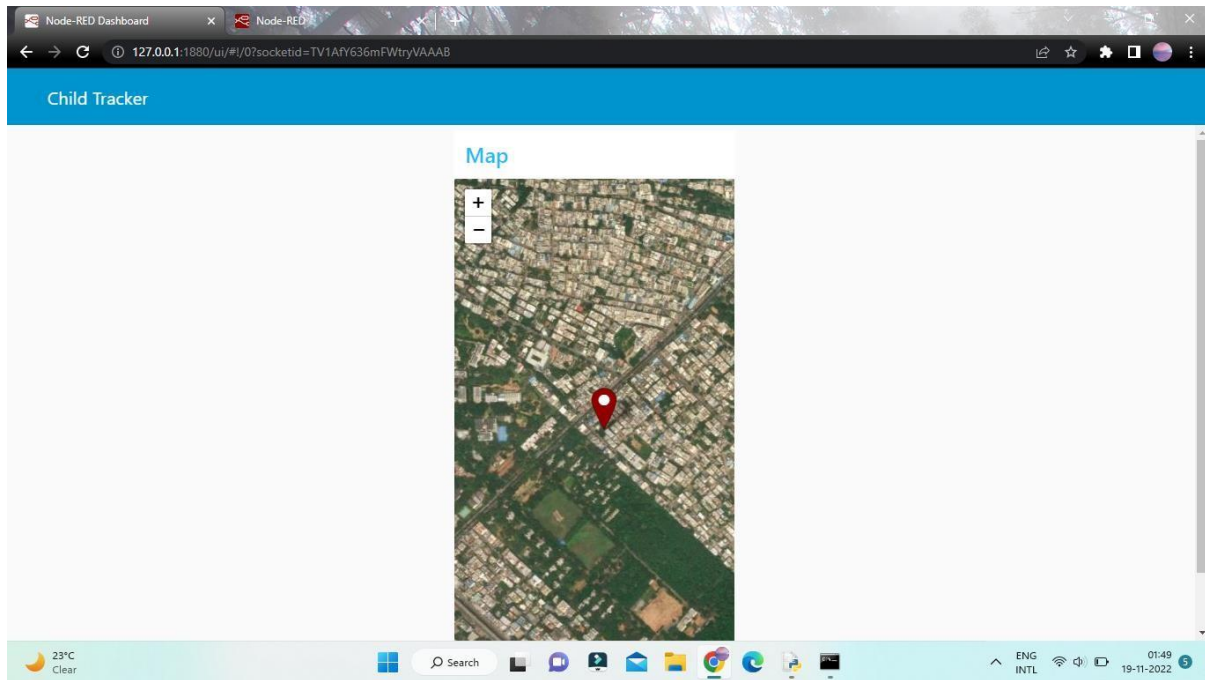 Node-RED Dashboard
Node-RED
127.0.0.1:1880/ui/#!/0?socketid=TV1AfY636mFWtryVAAAB
Child Tracker
Map
+
−
23°C
Clear
Search
ENG
INTL
01:49
19-11-2022
5